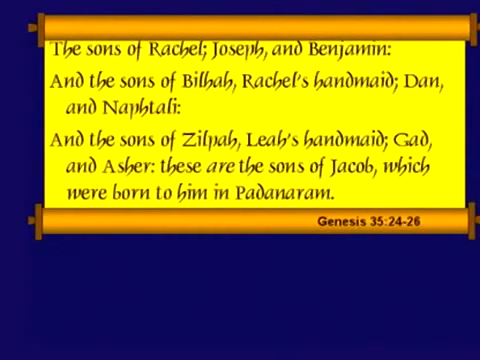 The sons of Rachel; Joseph, and Benjamin:
And the sons of Bilhah, Rachel's handmaid; Dan,
and Naphtali:
And the sons of Zilpah, Leah's handmaid; Gad,
and Asher: these are the sons of Jacob, which
were born to him in Padanaram.
Genesis 35:24-26